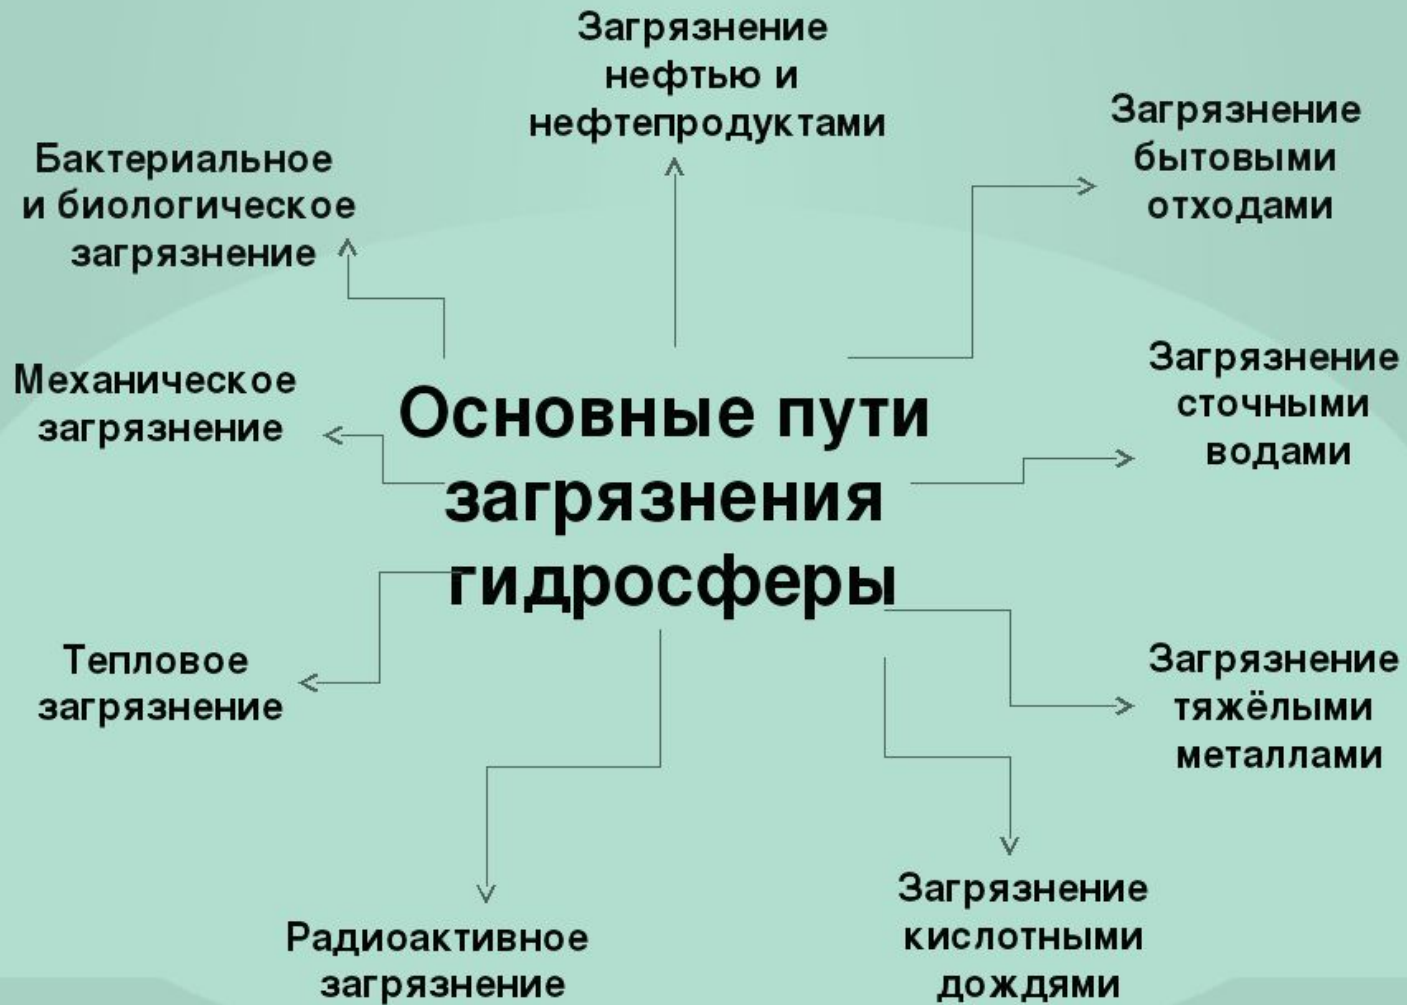 Загрязнение
нефтью и
нефтепродуктами
Загрязнение
бытовыми
отходами
Бактериальное
и биологическое
загрязнение
Механическое
загрязнение
Основные пути
загрязнения
гидросферы
Загрязнение
сточными
водами
Тепловое
загрязнение
Загрязнение
тяжёлыми
металлами
Радиоактивное
загрязнение
Загрязнение
кислотными
дождями